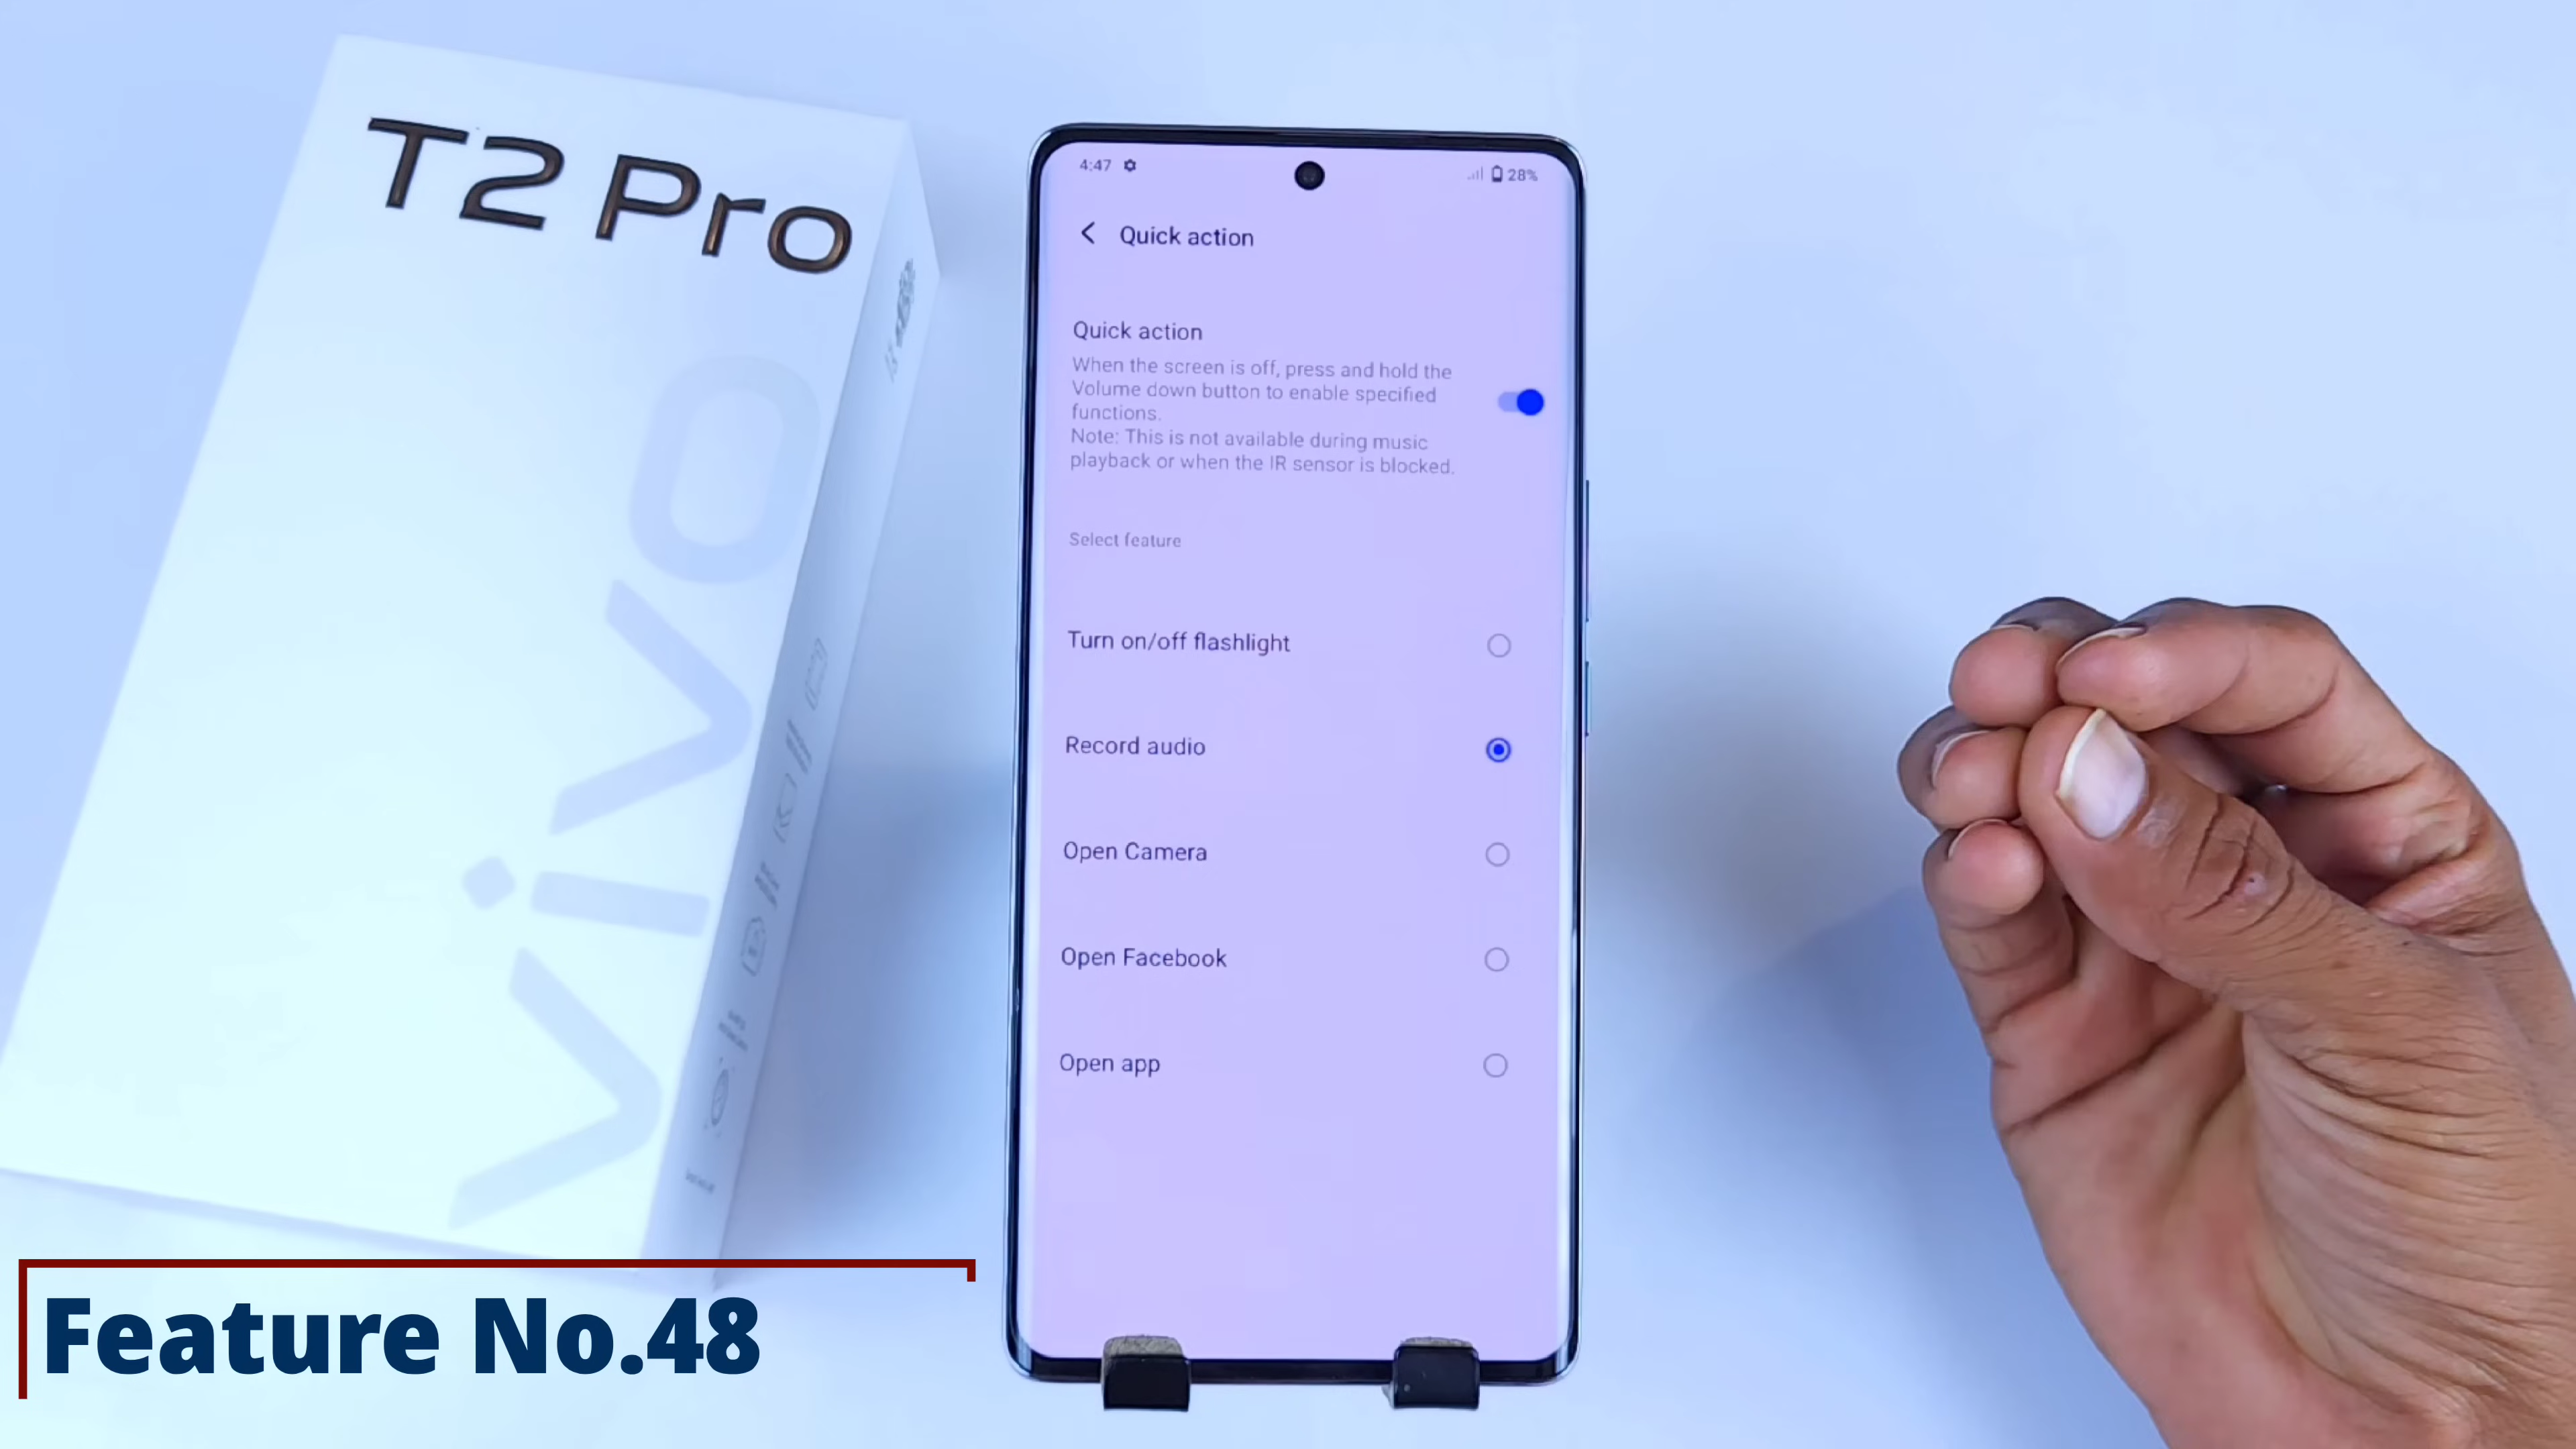 T2 Pro
vivo
4:47
28%
Quick action
Quick action
When the screen is off, press and hold the
Volume down button to enable specified
functions.
Note: This is not available during music
playback or when the IR sensor is blocked.
Select feature
Turn on/off flashlight
Record audio
Open Camera
Open Facebook
Open app
Feature No.48